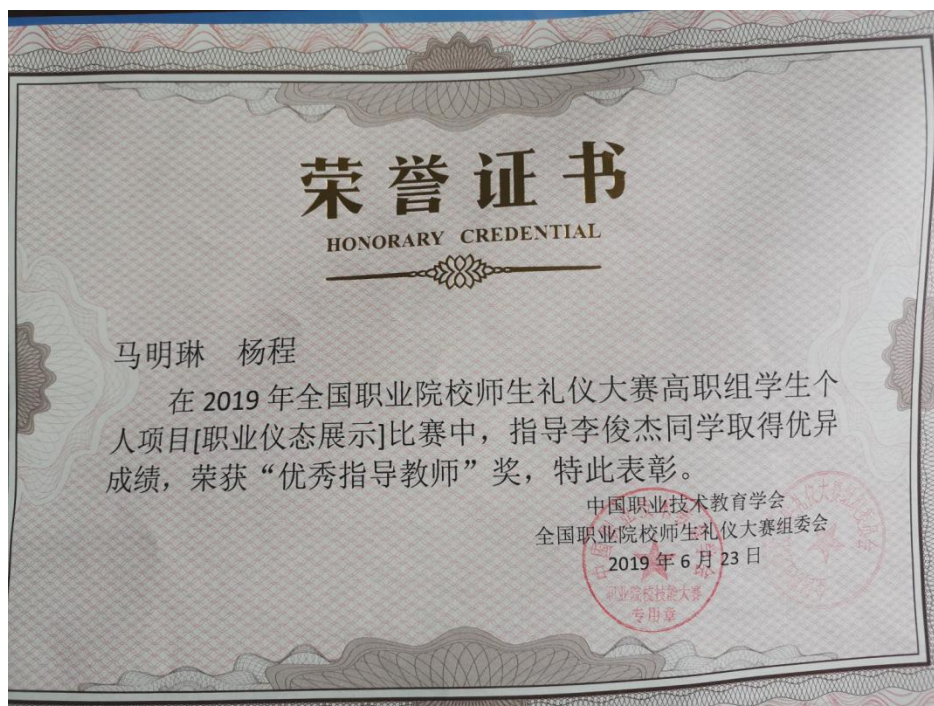 荣誉证书
HONORARY CREDENTIAL
马明琳 杨程
在 2019 年全国职业院校师生礼仪大赛高职组学生个
人项目[职业仪态展示]比赛中，指导李俊杰同学取得优异
成绩，荣获“优秀指导教师”奖，特此表彰。
中国职业技术教育学会
全国职业院校师生礼仪大赛组委会
2019 年 6 月 23 日
职业院校技能大赛
专用章